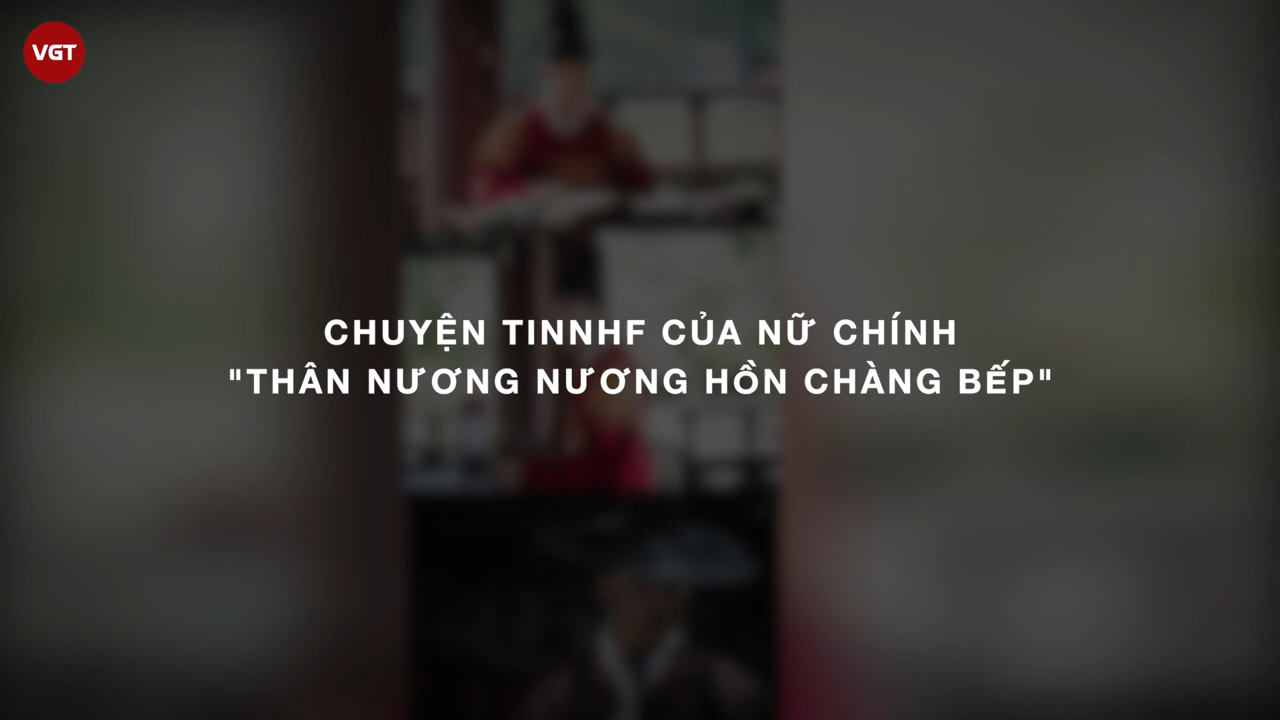 VGT
CHUYỆN TINNHF CỦA NỮ CHÍNH
"THÂN NƯƠNG NƯƠNG HỒN CHÀNG BẾP"